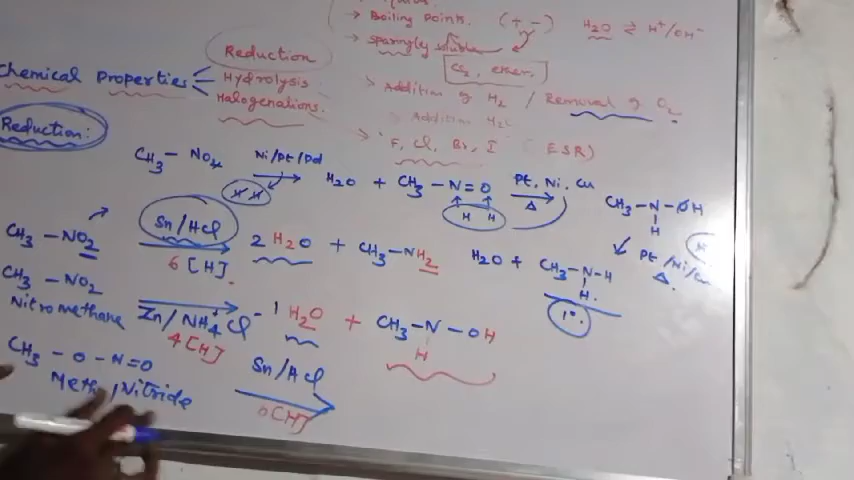 → Boiling Points. (+, -) H₂O ⇌ H⁺/OH⁻
→ Sparingly soluble
CS₂, ether.
Chemical Properties
Reduction
Hydrolysis
Halogenations.
Addition of H₂ / Removal of O₂
Addition H₂
F, Cl, Br, I (ESR)
Reduction:
CH₃ - NO₂ Ni/Pt/Pd → H₂O + CH₃ - N = O Pt, Ni, Cu Δ → CH₃ - N - OH
H H
H
CH₃ - NO₂ Sn/HCl 6[H] → 2 H₂O + CH₃ - NH₂
Pt/Ni/Cu Δ.
H₂O + CH₃ - N - H
H.
1°.
CH₃ - NO₂
Nitromethane
Zn/NH₄Cl 4[H] → H₂O + CH₃ - N - OH
H
CH₃ - O - N = O
Nitride
Sn/HCl
[H]